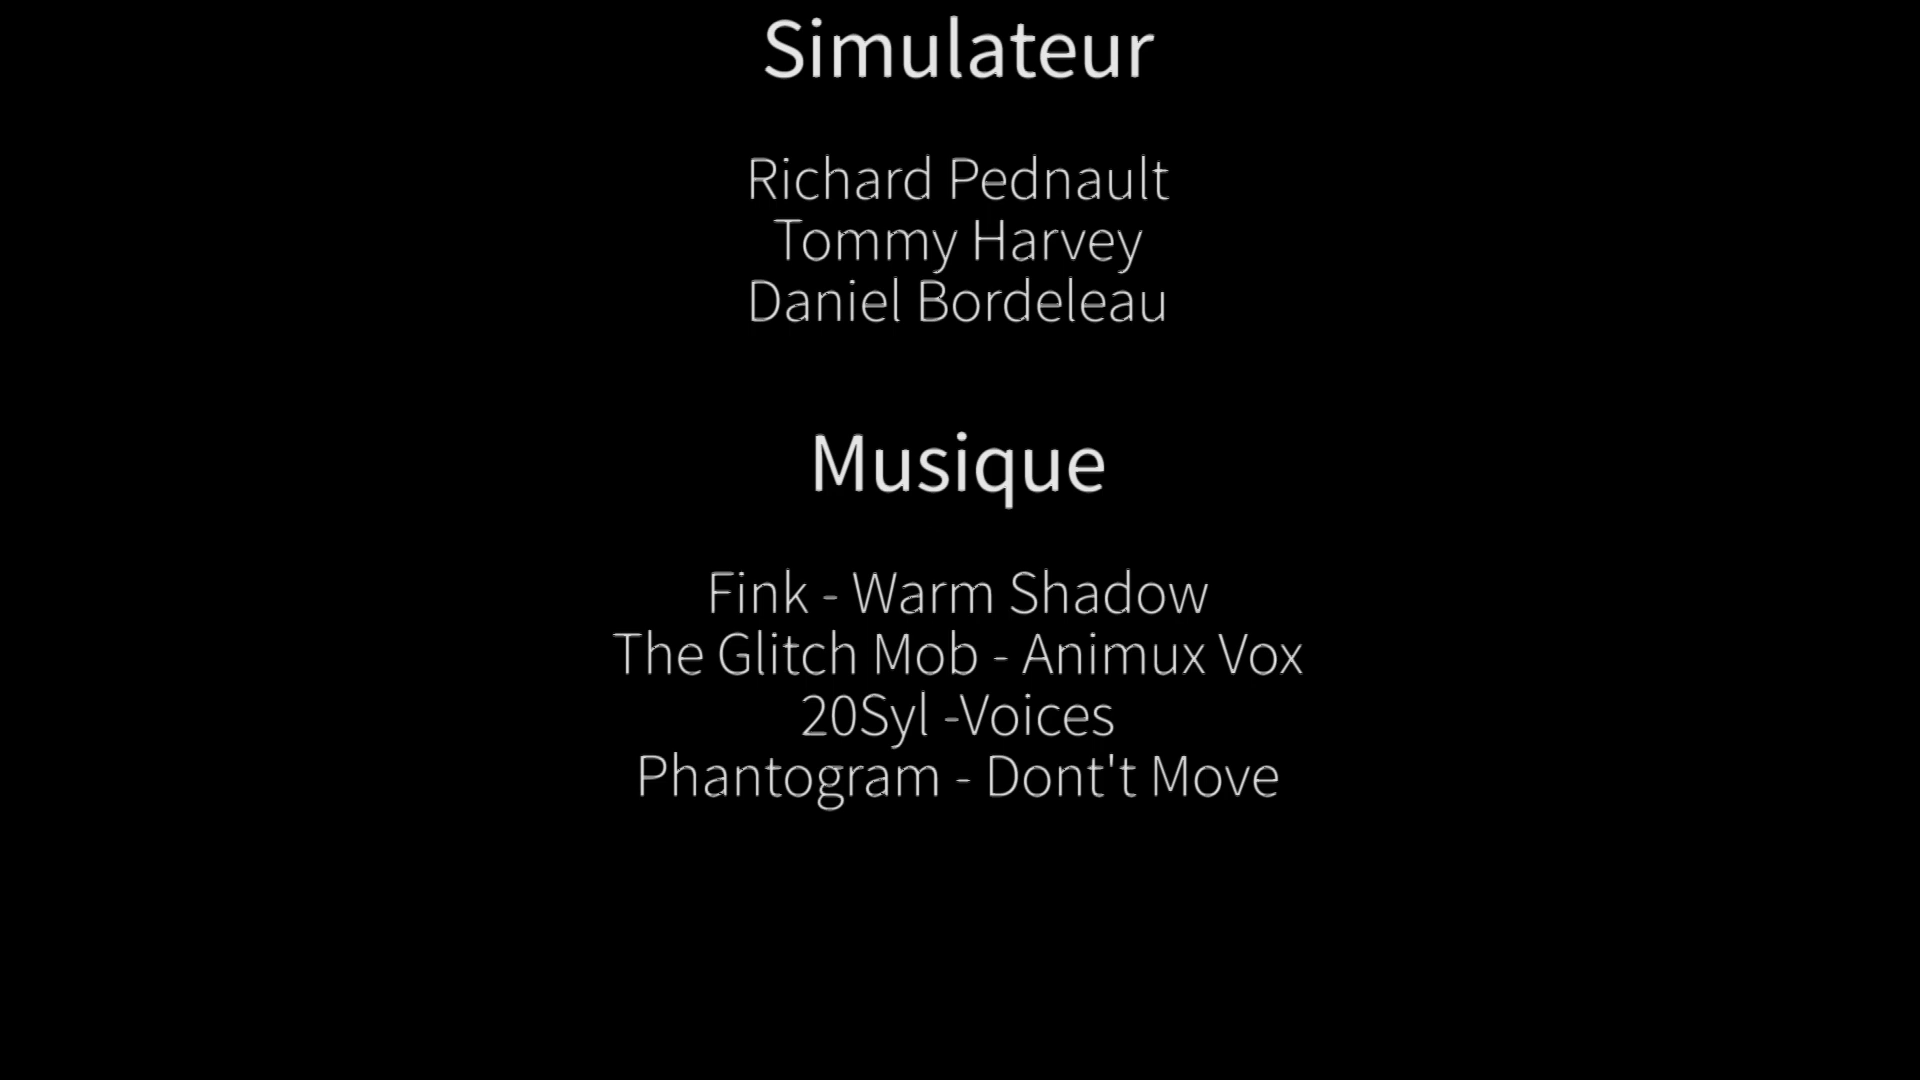 Simulateur
Richard Pednault
Tommy Harvey
Daniel Bordeleau
Musique
Fink - Warm Shadow
The Glitch Mob - Animux Vox
20Syl -Voices
Phantogram - Dont't Move